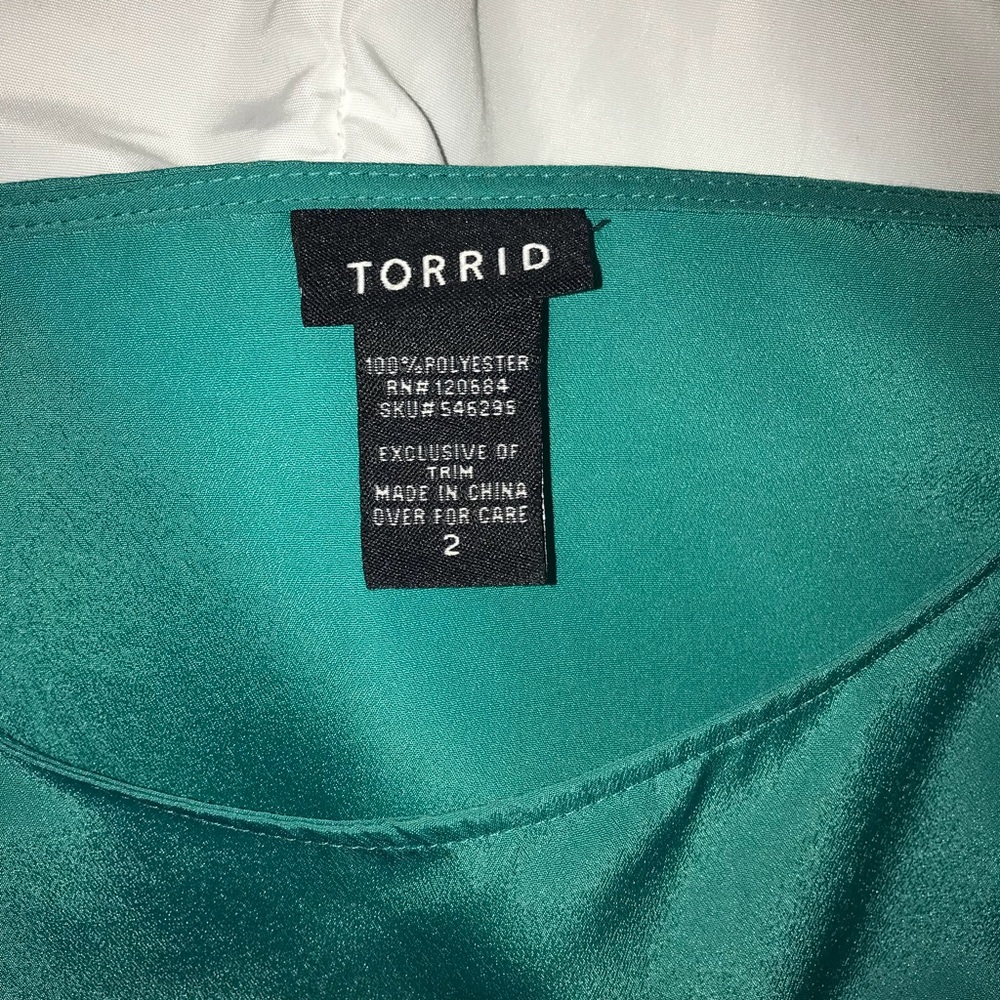 TORRID
100%POLYESTER
RN#120684
SKU#546295
EXCLUSIVE OF
TRIM
MADE IN CHINA
OVER FOR CARE
2